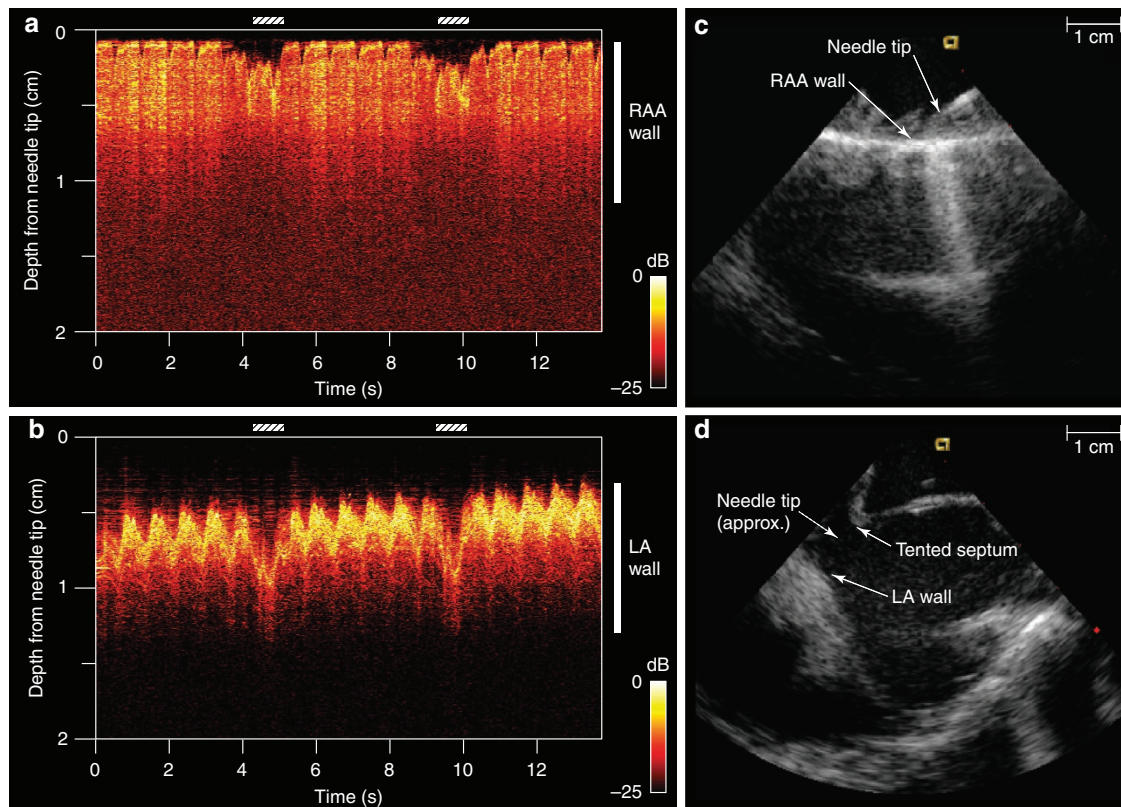 a
0
1
2
Depth from needle tip (cm)
0 2 4 6 8 10 12
Time (s)
RAA
wall
dB
0
–25
c
1 cm
Needle tip
RAA wall
b
0
1
2
Depth from needle tip (cm)
0 2 4 6 8 10 12
Time (s)
LA
wall
dB
0
–25
d
1 cm
Needle tip
(approx.)
Tented septum
LA wall